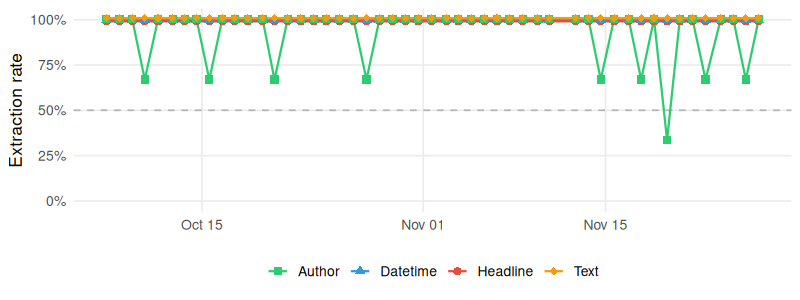 Extraction rate
100%
75%
50%
25%
0%
Oct 15 Nov 01 Nov 15
Author Datetime Headline Text